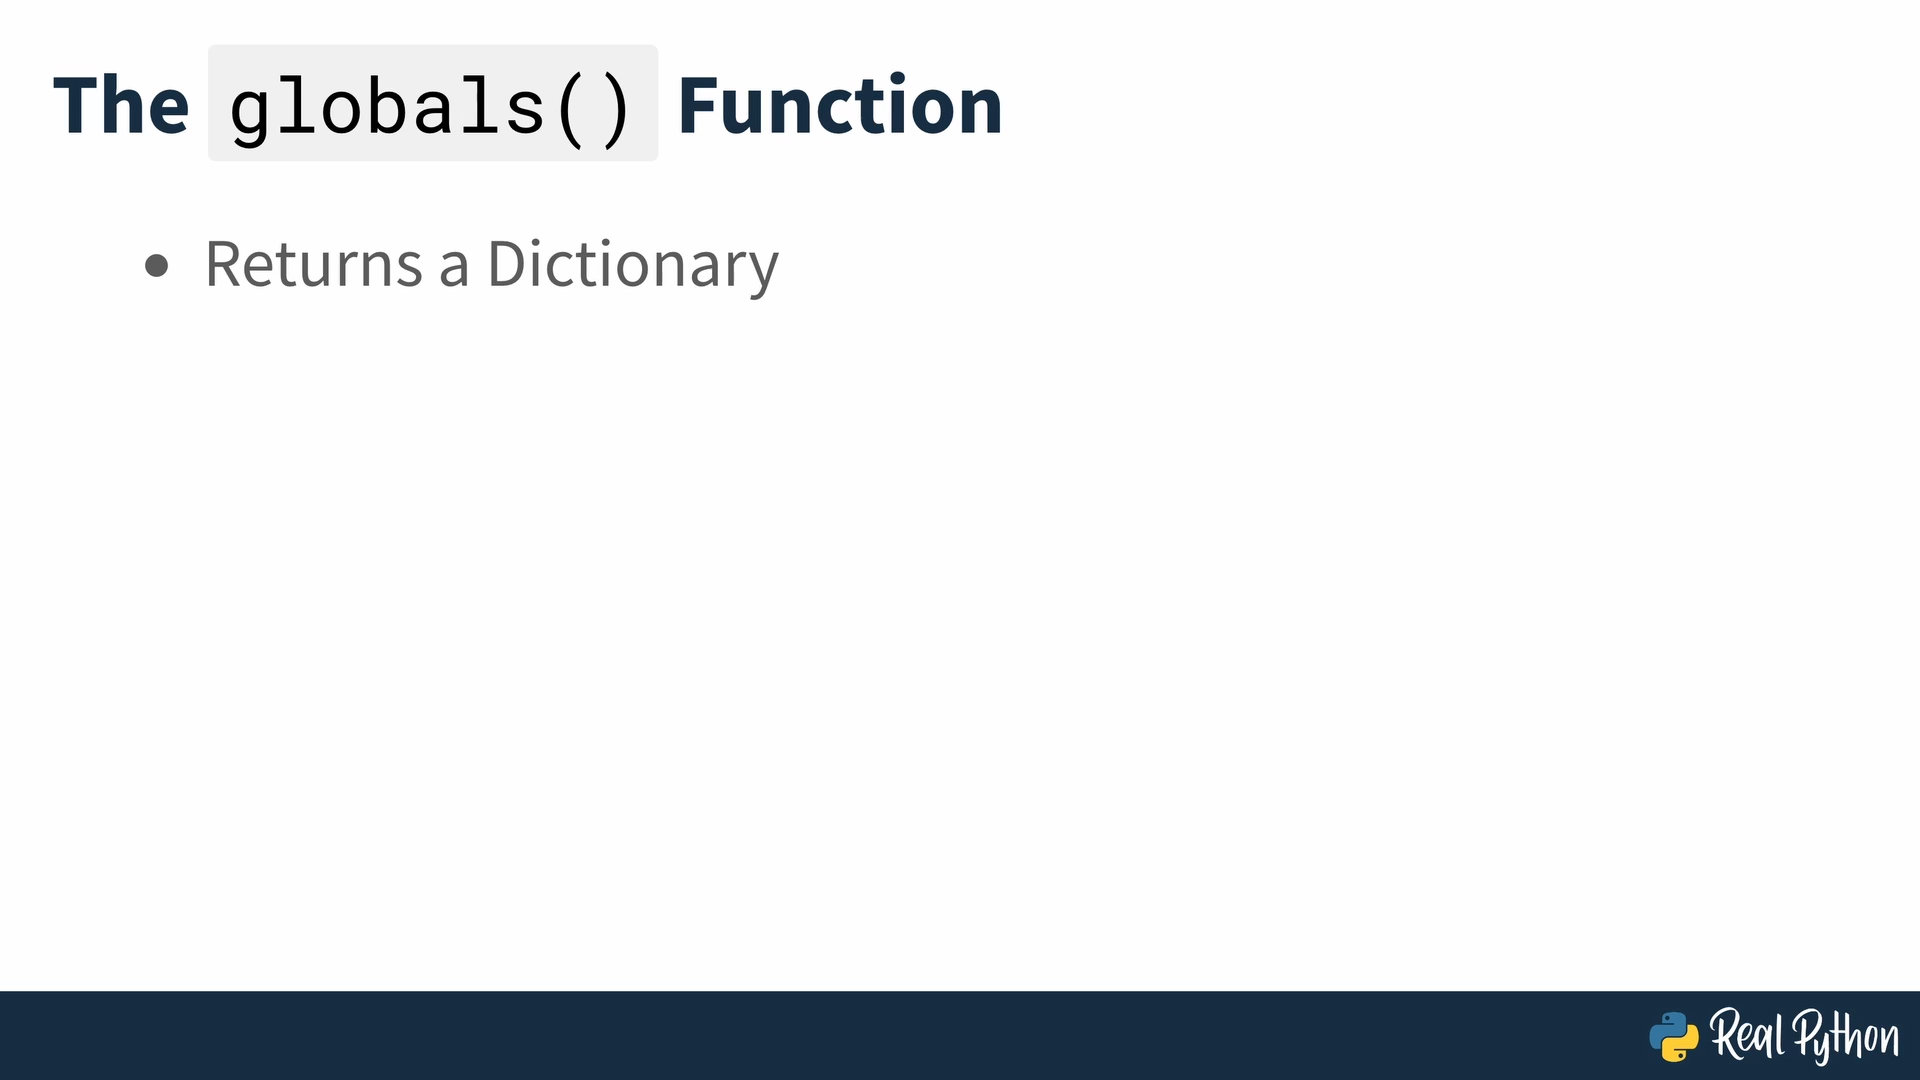 The globals() Function
• Returns a Dictionary
Real Python